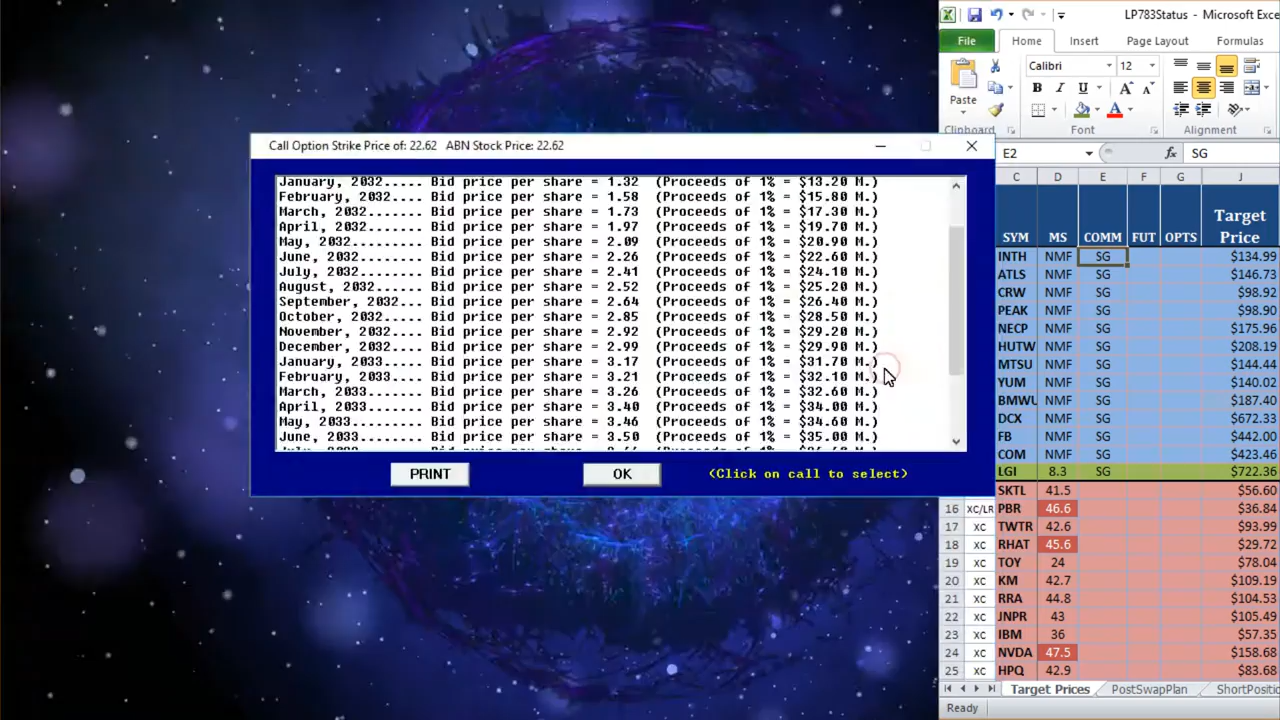 LP783Status - Microsoft Exce
File
Home
Insert
Page Layout
Formulas
Calibri
12
Paste
B I U
A A
Clipboard
Font
Alignment
E2
fx
SG
Call Option Strike Price of: 22.62 ABN Stock Price: 22.62
January, 2032..... Bid price per share = 1.32 (Proceeds of 1% = $13.20 M.)
February, 2032.... Bid price per share = 1.58 (Proceeds of 1% = $15.80 M.)
March, 2032....... Bid price per share = 1.73 (Proceeds of 1% = $17.30 M.)
April, 2032....... Bid price per share = 1.97 (Proceeds of 1% = $19.70 M.)
May, 2032......... Bid price per share = 2.09 (Proceeds of 1% = $20.90 M.)
June, 2032........ Bid price per share = 2.26 (Proceeds of 1% = $22.60 M.)
July, 2032........ Bid price per share = 2.41 (Proceeds of 1% = $24.10 M.)
August, 2032...... Bid price per share = 2.52 (Proceeds of 1% = $25.20 M.)
September, 2032... Bid price per share = 2.64 (Proceeds of 1% = $26.40 M.)
October, 2032..... Bid price per share = 2.85 (Proceeds of 1% = $28.50 M.)
November, 2032.... Bid price per share = 2.92 (Proceeds of 1% = $29.20 M.)
December, 2032.... Bid price per share = 2.99 (Proceeds of 1% = $29.90 M.)
January, 2033..... Bid price per share = 3.17 (Proceeds of 1% = $31.70 M.)
February, 2033.... Bid price per share = 3.21 (Proceeds of 1% = $32.10 M.)
March, 2033....... Bid price per share = 3.26 (Proceeds of 1% = $32.60 M.)
April, 2033....... Bid price per share = 3.40 (Proceeds of 1% = $34.00 M.)
May, 2033......... Bid price per share = 3.46 (Proceeds of 1% = $34.60 M.)
June, 2033........ Bid price per share = 3.50 (Proceeds of 1% = $35.00 M.)
PRINT
OK
(Click on call to select)
C D E F G J
SYM MS COMM FUT OPTS Target Price
INTH NMF SG $134.99
ATLS NMF SG $146.73
CRW NMF SG $98.92
PEAK NMF SG $98.90
NECP NMF SG $175.96
HUTW NMF SG $208.19
MTSU NMF SG $144.44
YUM NMF SG $140.02
BMWU NMF SG $187.40
DCX NMF SG $672.33
FB NMF SG $442.00
COM NMF SG $423.46
LGI 8.3 SG $722.36
SKTL 41.5 $56.60
16 XC/LR PBR 46.6 $36.84
17 XC TWTR 42.6 $93.99
18 XC RHAT 45.6 $29.72
19 XC TOY 24 $78.04
20 XC KM 42.7 $109.19
21 XC RRA 44.8 $104.53
22 XC JNPR 43 $105.49
23 XC IBM 36 $57.35
24 XC NVDA 47.5 $158.68
25 XC HPQ 42.9 $83.68
Target Prices
PostSwapPlan
ShortPositio
Ready